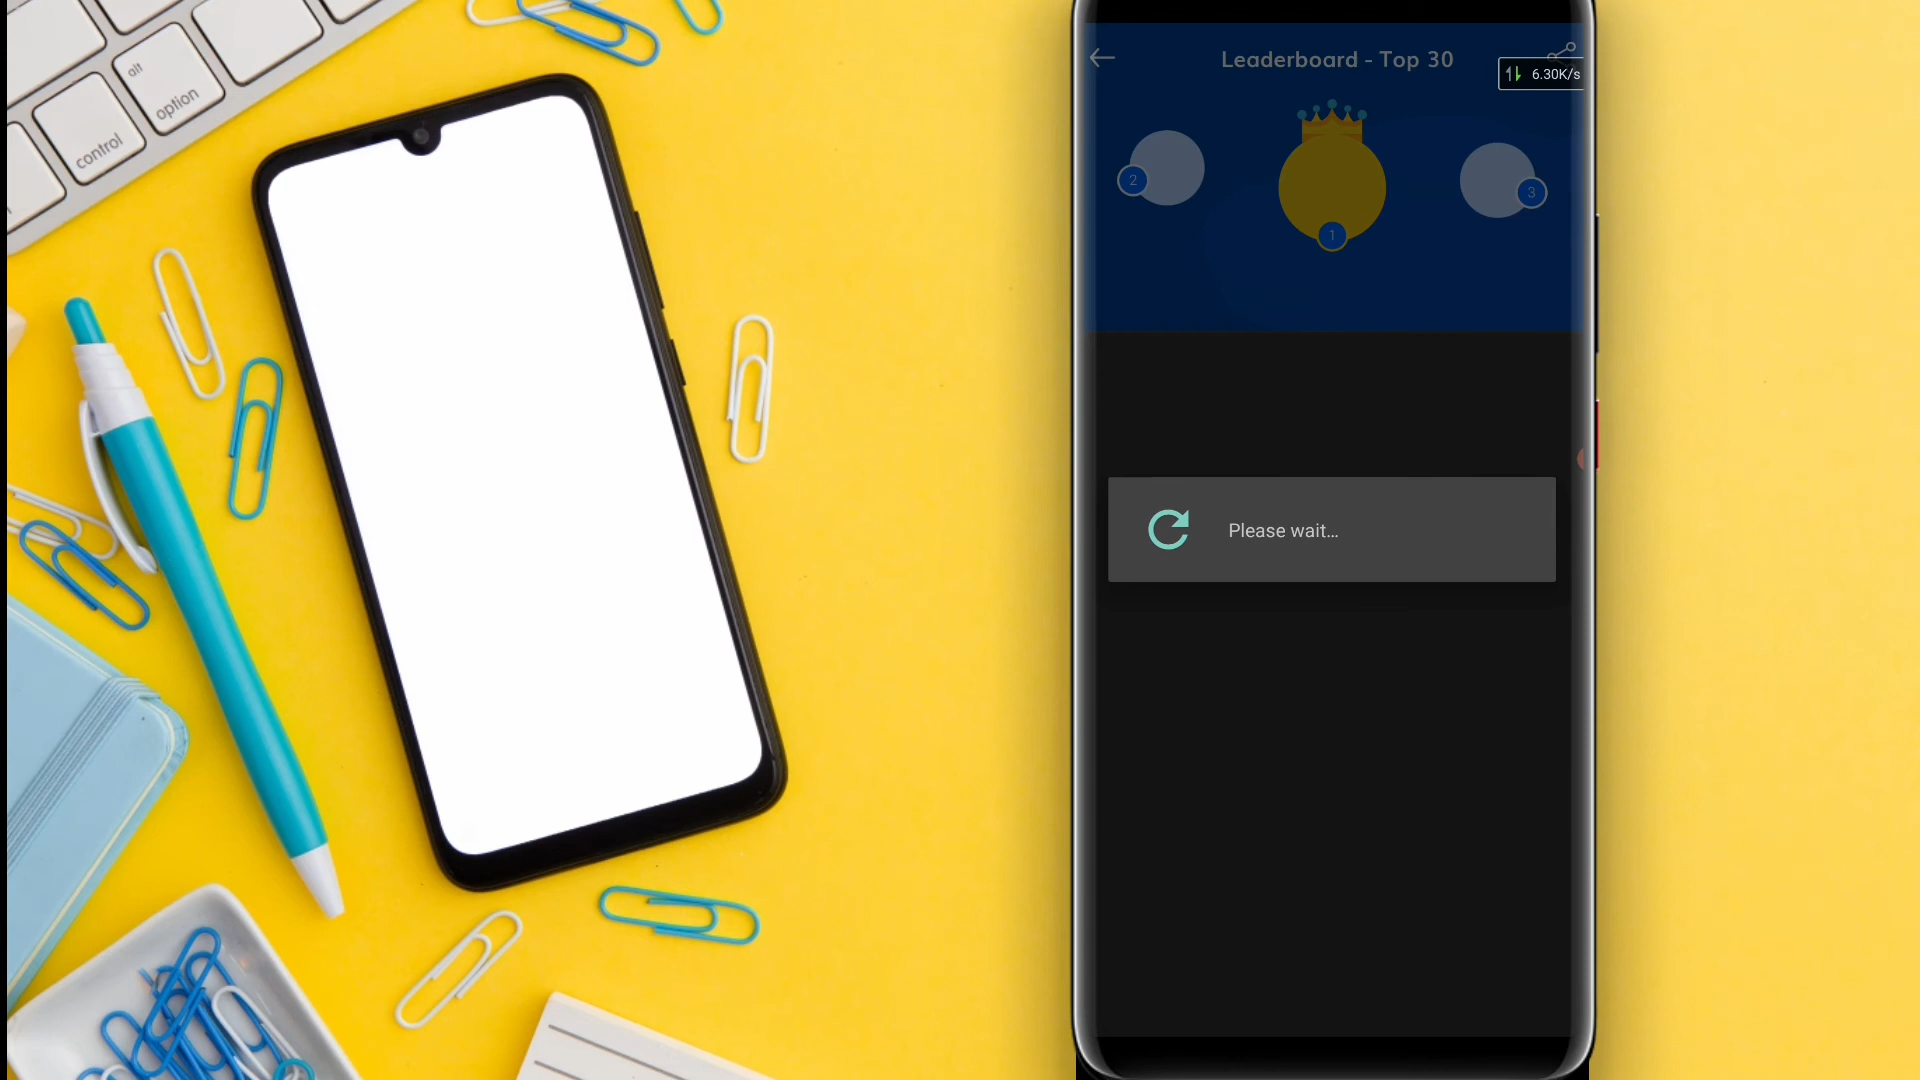 alt
option
control
Leaderboard - Top 30
6.30K/s
2
1
3
Please wait...